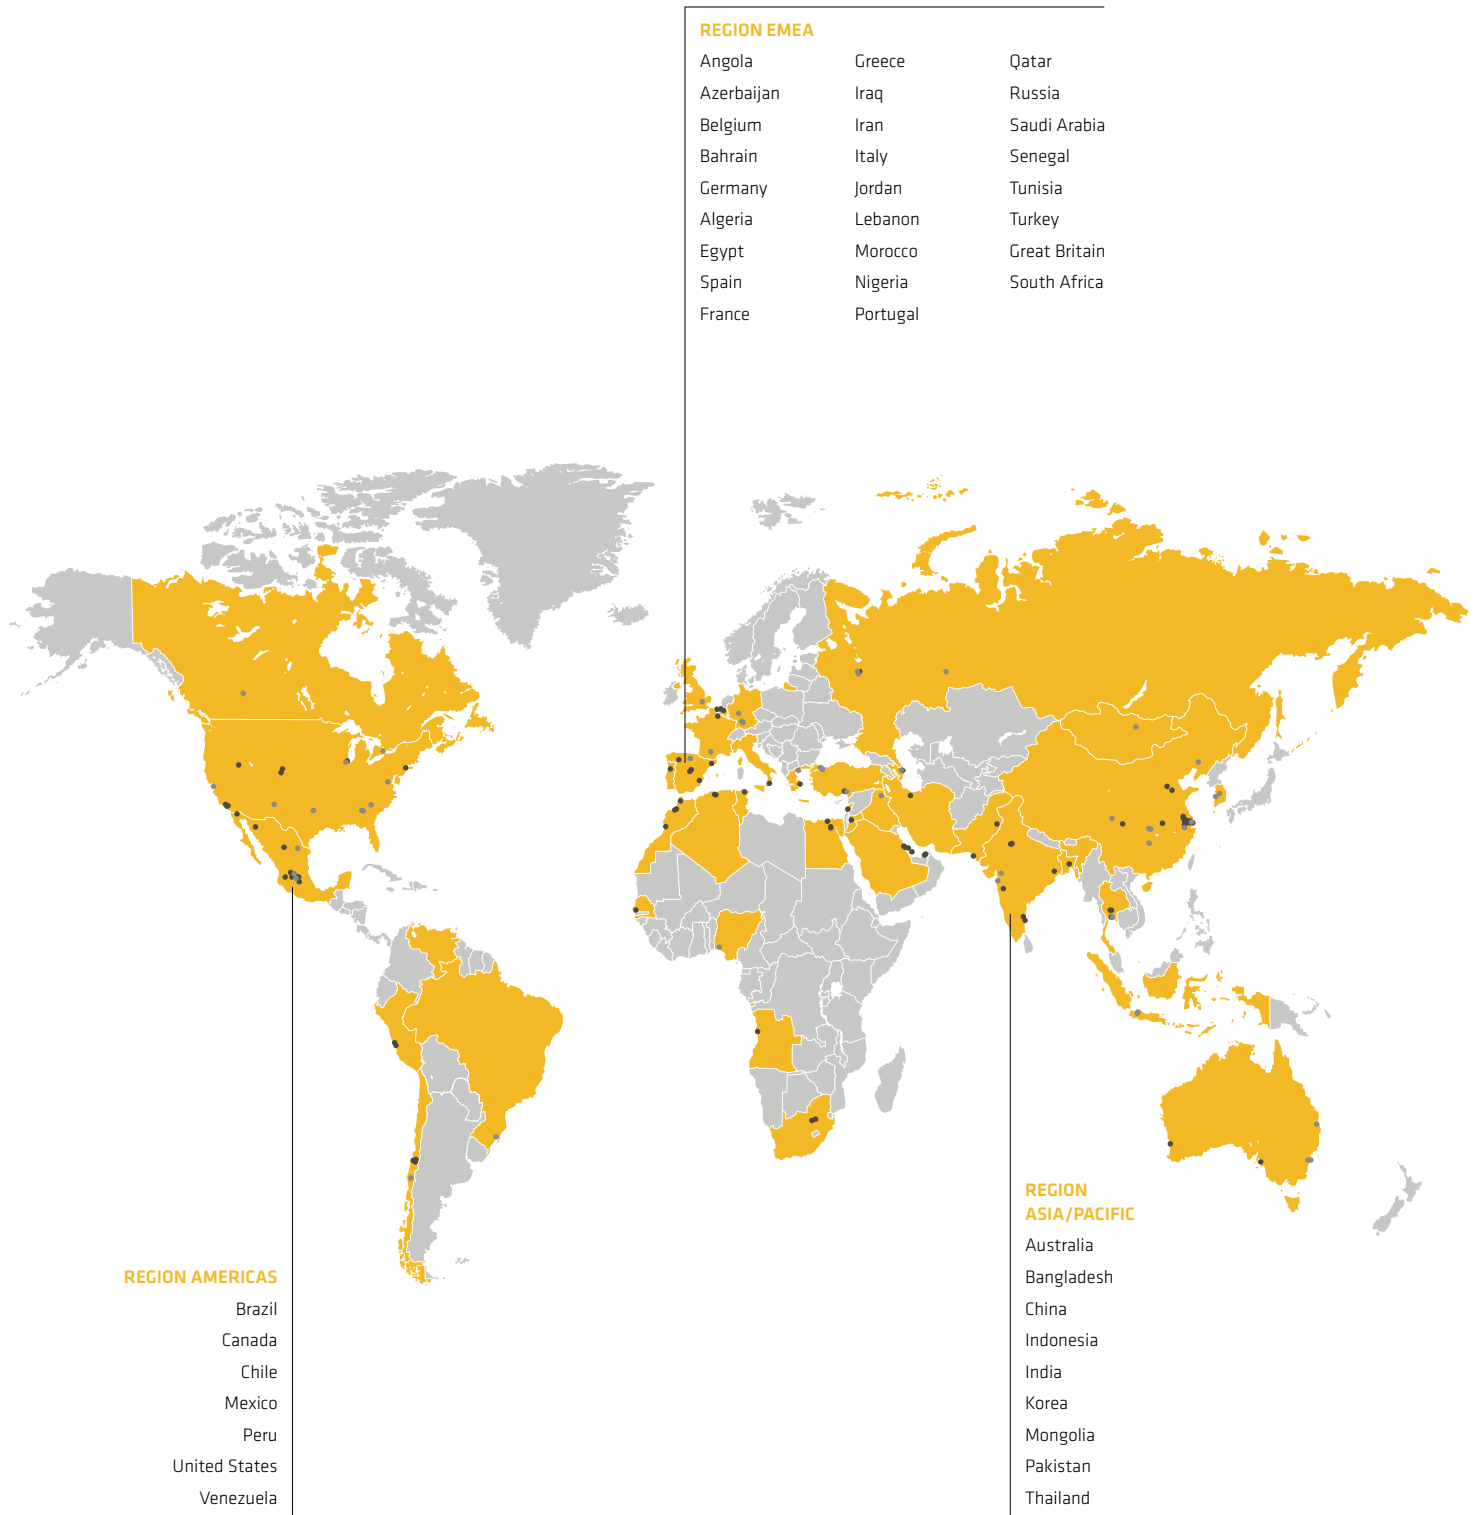 REGION EMEA
Angola
Azerbaijan
Belgium
Bahrain
Germany
Algeria
Egypt
Spain
France
Greece
Iraq
Iran
Italy
Jordan
Lebanon
Morocco
Nigeria
Portugal
Qatar
Russia
Saudi Arabia
Senegal
Tunisia
Turkey
Great Britain
South Africa
REGION AMERICAS
Brazil
Canada
Chile
Mexico
Peru
United States
Venezuela
REGION
ASIA/PACIFIC
Australia
Bangladesh
China
Indonesia
India
Korea
Mongolia
Pakistan
Thailand